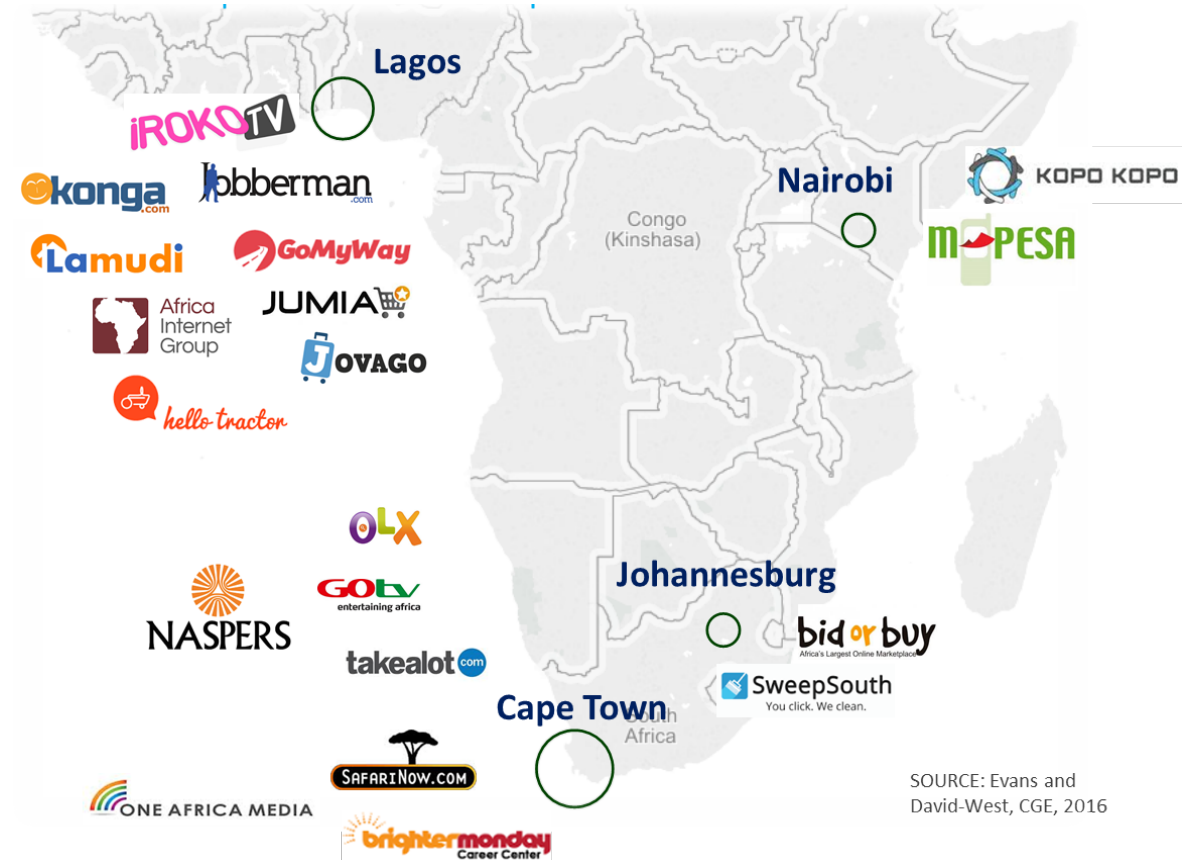 Lagos
iROKOTV
konga
.com
Jobberman
.com
Lamudi
GoMyWay
Africa
Internet
Group
JUMIA
JOVAGO
hello tractor
Nairobi
KOPO KOPO
M-PESA
Congo
(Kinshasa)
OLX
GOtv
entertaining africa
NASPERS
takealot com
Johannesburg
bid or buy
Africa's Largest Online Marketplace
SweepSouth
You click. We clean.
Cape Town
South
Africa
SAFARINOW.COM
ONE AFRICA MEDIA
brightermonday
Career Center
SOURCE: Evans and
David-West, CGE, 2016